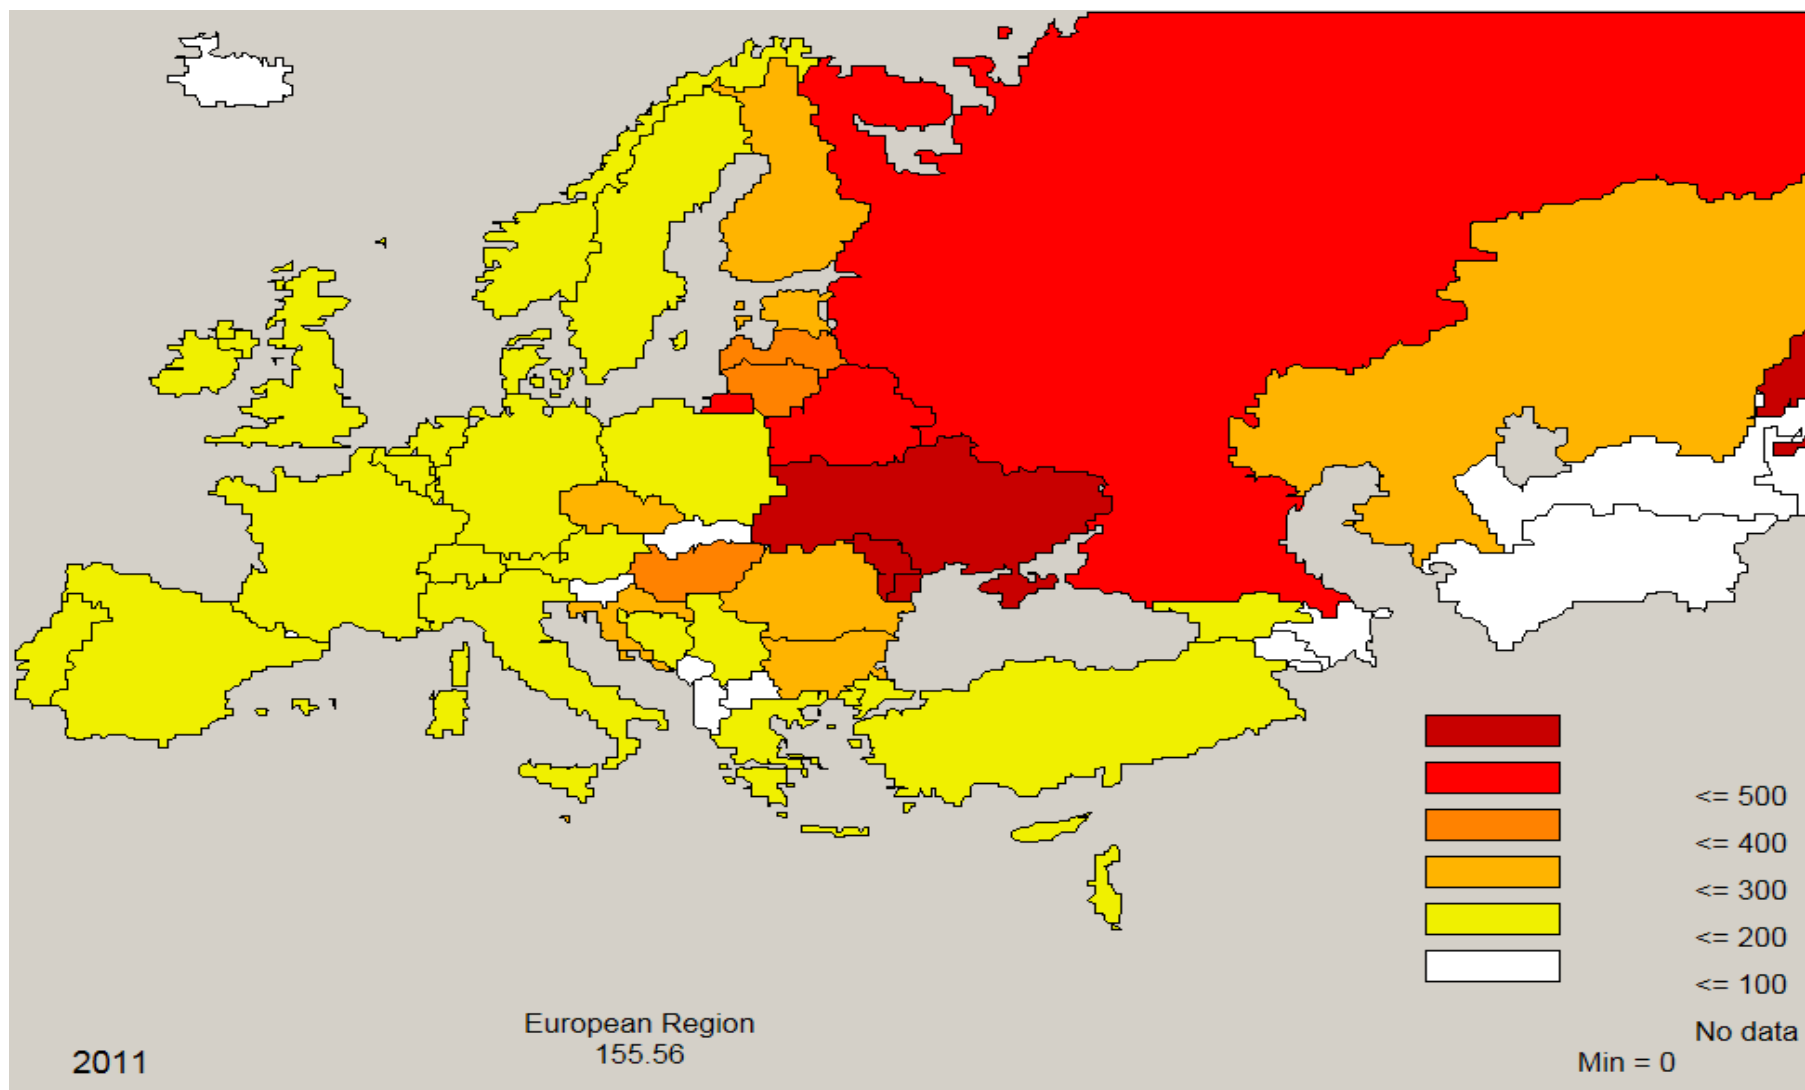 <= 500
<= 400
<= 300
<= 200
<= 100
No data
Min = 0
European Region
155.56
2011